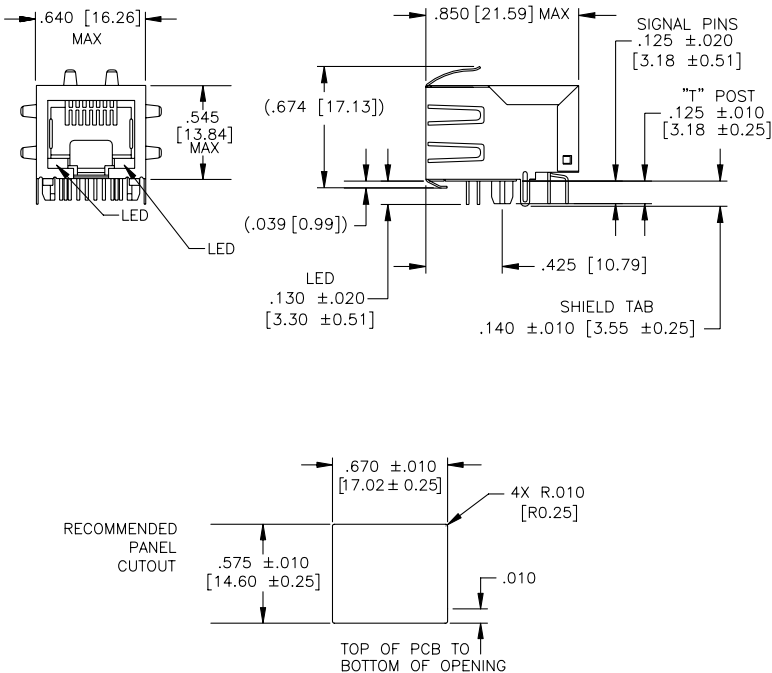 .640 [16.26]
MAX
.545
[13.84]
MAX
LED
LED
.850 [21.59] MAX
(.674 [17.13])
(.039 [0.99])
LED
.130 ±.020
[3.30 ±0.51]
SIGNAL PINS
.125 ±.020
[3.18 ±0.51]
"T" POST
.125 ±.010
[3.18 ±0.25]
.425 [10.79]
SHIELD TAB
.140 ±.010 [3.55 ±0.25]
.670 ±.010
[17.02± 0.25]
4X R.010
[R0.25]
RECOMMENDED
PANEL
CUTOUT
.575 ±.010
[14.60 ±0.25]
.010
TOP OF PCB TO
BOTTOM OF OPENING